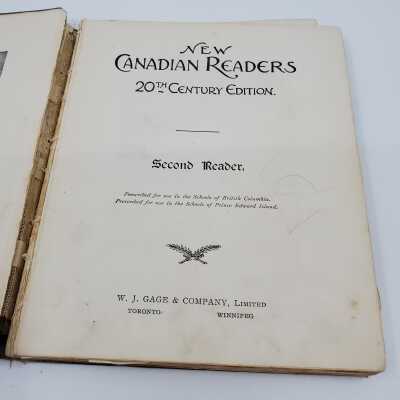 NEW
CANADIAN READERS
20TH CENTURY EDITION.
Second Reader.
Prescribed for use in the Schools of British Columbia.
Prescribed for use in the Schools of Prince Edward Island.
W. J. GAGE & COMPANY, LIMITED
TORONTO WINNIPEG